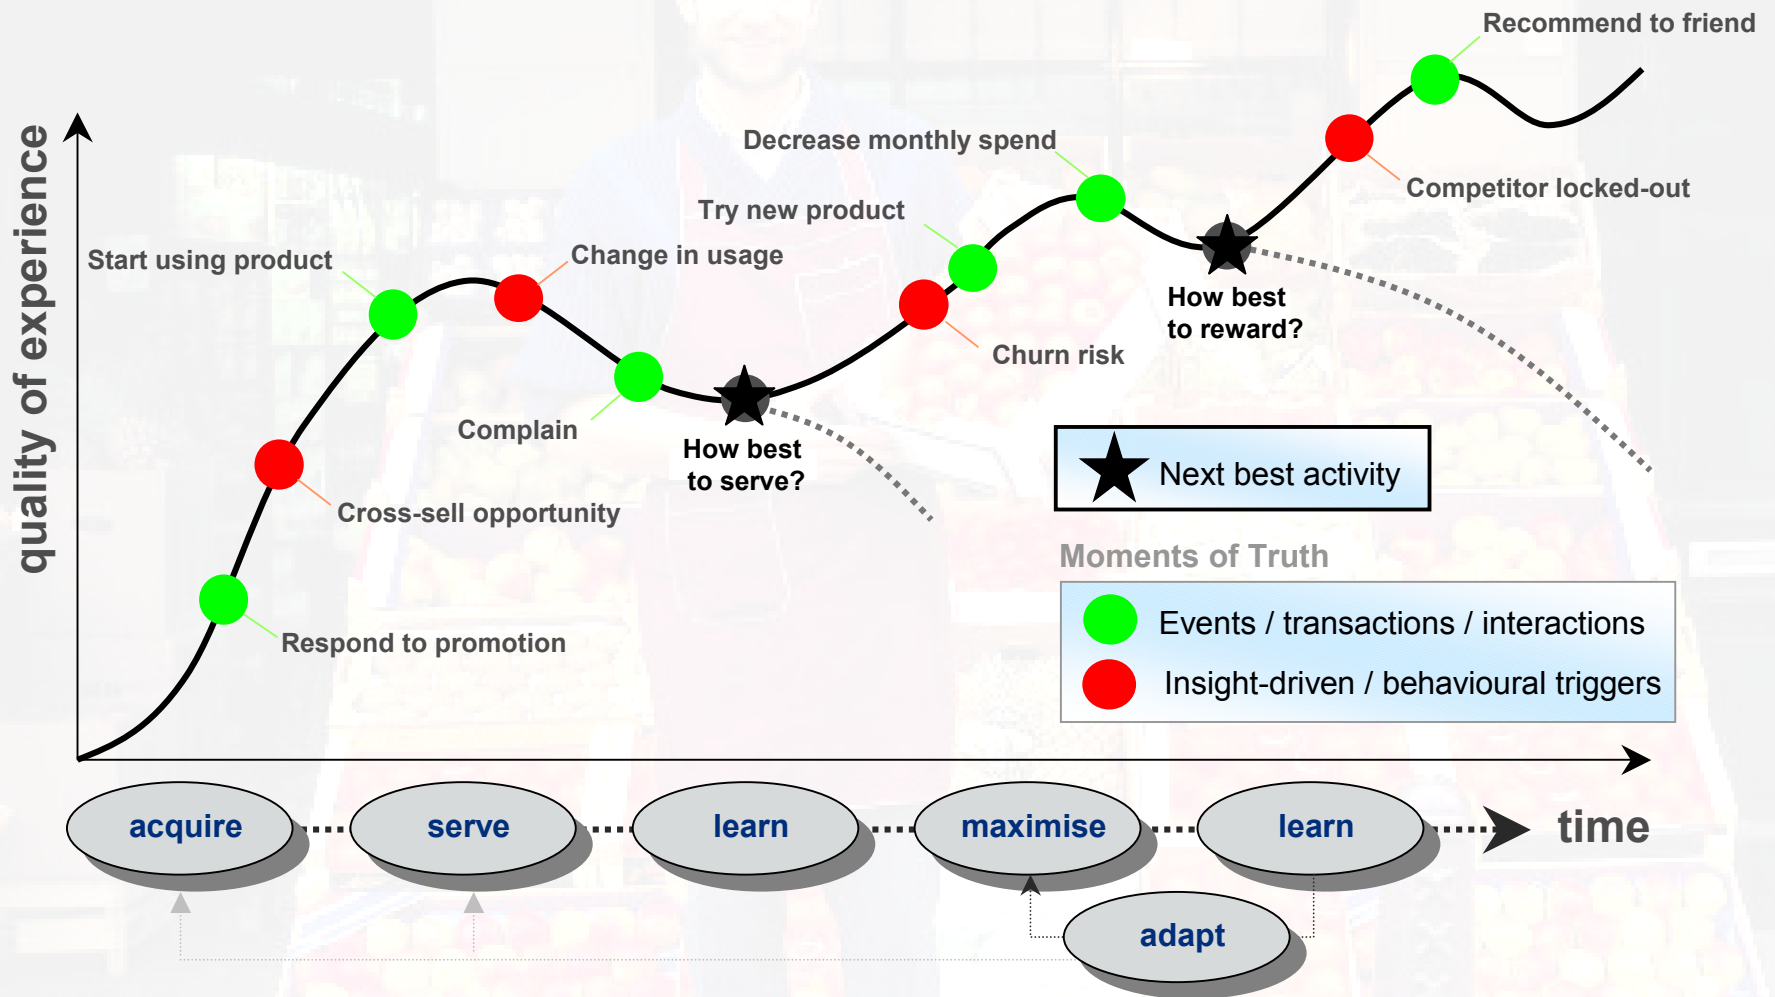 Recommend to friend
quality of experience
Decrease monthly spend
Competitor locked-out
Try new product
Start using product
Change in usage
How best
to reward?
Churn risk
Complain
How best
to serve?
Next best activity
Cross-sell opportunity
Moments of Truth
Events / transactions / interactions
Respond to promotion
Insight-driven / behavioural triggers
acquire
serve
learn
maximise
learn
time
adapt